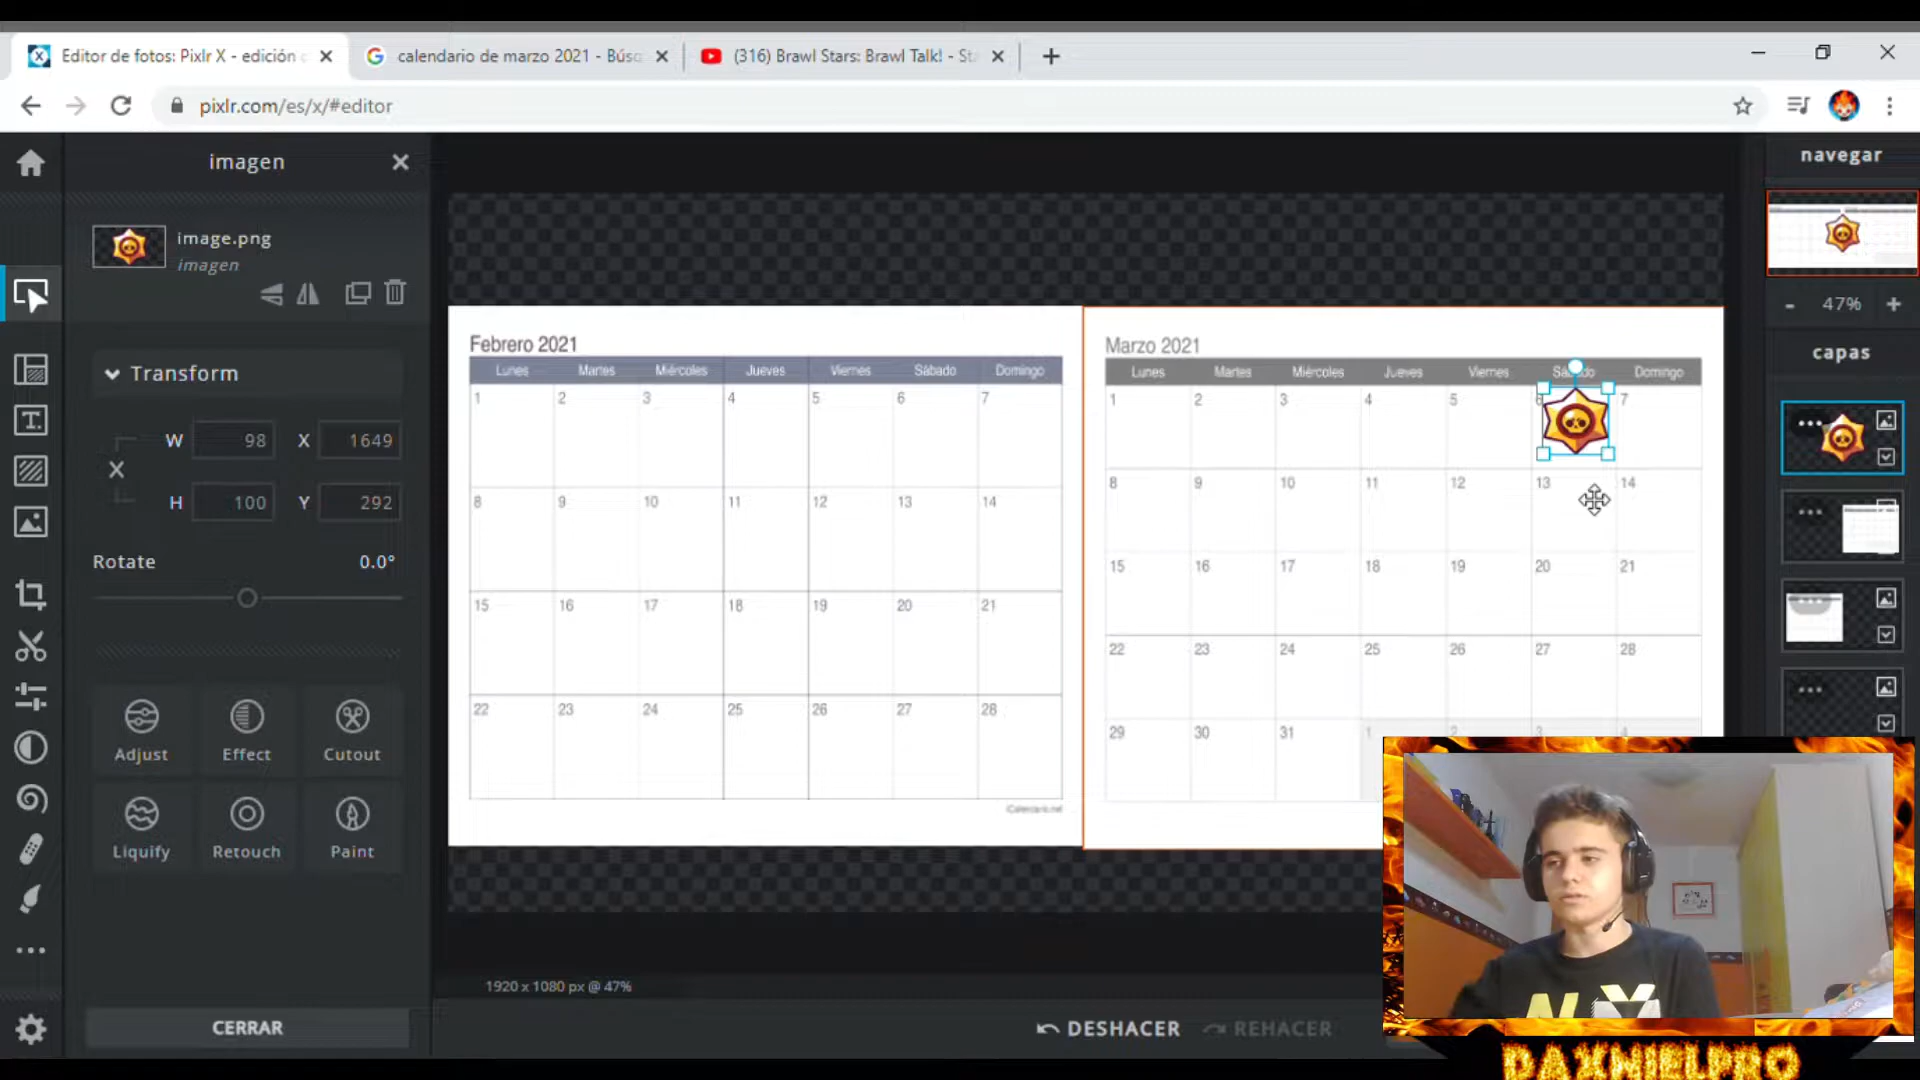 Editor de fotos: Pixlr X - edición
calendario de marzo 2021 - Búsq
(316) Brawl Stars: Brawl Talk! - St
pixlr.com/es/x/#editor
imagen
image.png
imagen
Transform
W 98 X 1649
H 100 Y 292
Rotate 0.0°
Adjust Effect Cutout
Liquify Retouch Paint
CERRAR
Febrero 2021
Lunes Martes Miércoles Jueves Viernes Sábado Domingo
1 2 3 4 5 6 7
8 9 10 11 12 13 14
15 16 17 18 19 20 21
22 23 24 25 26 27 28
Marzo 2021
Lunes Martes Miércoles Jueves Viernes Sábado Domingo
1 2 3 4 5 6 7
8 9 10 11 12 13 14
15 16 17 18 19 20 21
22 23 24 25 26 27 28
29 30 31 1 2 3 4
1920 x 1080 px @ 47%
DESHACER REHACER
navegar
- 47% +
capas
DAXNIELPRO